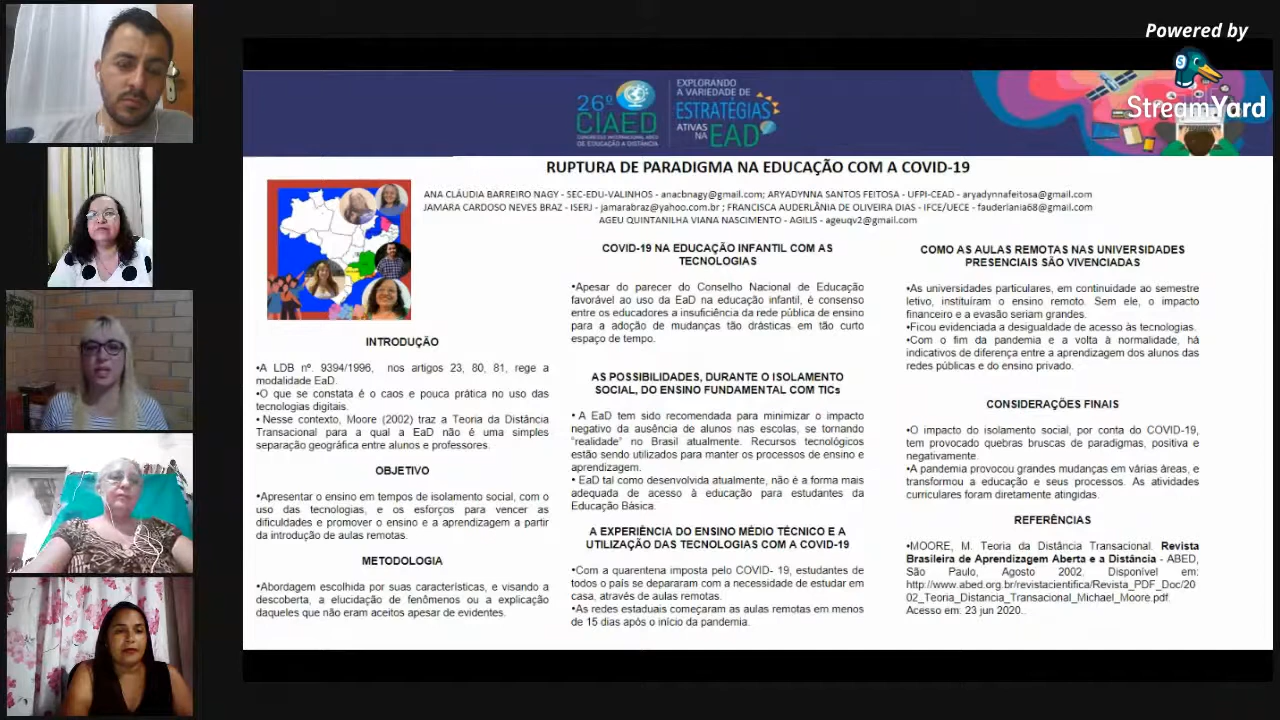 Powered by
StreamYard
26º
CIAED
CONGRESSO INTERNACIONAL ABED
DE EDUCAÇÃO A DISTÂNCIA
EXPLORANDO
A VARIEDADE DE
ESTRATÉGIAS
ATIVAS
NA EAD
RUPTURA DE PARADIGMA NA EDUCAÇÃO COM A COVID-19
ANA CLÁUDIA BARREIRO NAGY - SEC-EDU-VALINHOS - anacbnagy@gmail.com; ARYADYNNA SANTOS FEITOSA - UFPI-CEAD - aryadynnafeitosa@gmail.com
JAMARA CARDOSO NEVES BRAZ - ISERJ - jamarabraz@yahoo.com.br ; FRANCISCA AUDERLÂNIA DE OLIVEIRA DIAS - IFCE/UECE - fauderlania68@gmail.com
AGEU QUINTANILHA VIANA NASCIMENTO - AGILIS - ageuqv2@gmail.com
INTRODUÇÃO
•A LDB nº. 9394/1996, nos artigos 23, 80, 81, rege a
modalidade EaD.
•O que se constata é o caos e pouca prática no uso das
tecnologias digitais.
• Nesse contexto, Moore (2002) traz a Teoria da Distância
Transacional para a qual a EaD não é uma simples
separação geográfica entre alunos e professores.
OBJETIVO
•Apresentar o ensino em tempos de isolamento social, com o
uso das tecnologias, e os esforços para vencer as
dificuldades e promover o ensino e a aprendizagem a partir
da introdução de aulas remotas.
METODOLOGIA
•Abordagem escolhida por suas características, e visando a
descoberta, a elucidação de fenômenos ou a explicação
daqueles que não eram aceitos apesar de evidentes.
COVID-19 NA EDUCAÇÃO INFANTIL COM AS
TECNOLOGIAS
•Apesar do parecer do Conselho Nacional de Educação
favorável ao uso da EaD na educação infantil, é consenso
entre os educadores a insuficiência da rede pública de ensino
para a adoção de mudanças tão drásticas em tão curto
espaço de tempo.
AS POSSIBILIDADES, DURANTE O ISOLAMENTO
SOCIAL, DO ENSINO FUNDAMENTAL COM TICs
• A EaD tem sido recomendada para minimizar o impacto
negativo da ausência de alunos nas escolas, se tornando
“realidade” no Brasil atualmente. Recursos tecnológicos
estão sendo utilizados para manter os processos de ensino e
aprendizagem.
• EaD tal como desenvolvida atualmente, não é a forma mais
adequada de acesso à educação para estudantes da
Educação Básica.
A EXPERIÊNCIA DO ENSINO MÉDIO TÉCNICO E A
UTILIZAÇÃO DAS TECNOLOGIAS COM A COVID-19
•Com a quarentena imposta pelo COVID- 19, estudantes de
todos o país se depararam com a necessidade de estudar em
casa, através de aulas remotas.
•As redes estaduais começaram as aulas remotas em menos
de 15 dias após o início da pandemia.
COMO AS AULAS REMOTAS NAS UNIVERSIDADES
PRESENCIAIS SÃO VIVENCIADAS
•As universidades particulares, em continuidade ao semestre
letivo, instituíram o ensino remoto. Sem ele, o impacto
financeiro e a evasão seriam grandes.
•Ficou evidenciada a desigualdade de acesso às tecnologias.
•Com o fim da pandemia e a volta à normalidade, há
indicativos de diferença entre a aprendizagem dos alunos das
redes públicas e do ensino privado.
CONSIDERAÇÕES FINAIS
•O impacto do isolamento social, por conta do COVID-19,
tem provocado quebras bruscas de paradigmas, positiva e
negativamente.
•A pandemia provocou grandes mudanças em várias áreas, e
transformou a educação e seus processos. As atividades
curriculares foram diretamente atingidas.
REFERÊNCIAS
•MOORE, M. Teoria da Distância Transacional. Revista
Brasileira de Aprendizagem Aberta e a Distância - ABED,
São Paulo, Agosto 2002. Disponível em:
http://www.abed.org.br/revistacientifica/Revista_PDF_Doc/20
02_Teoria_Distancia_Transacional_Michael_Moore.pdf.
Acesso em: 23 jun 2020.